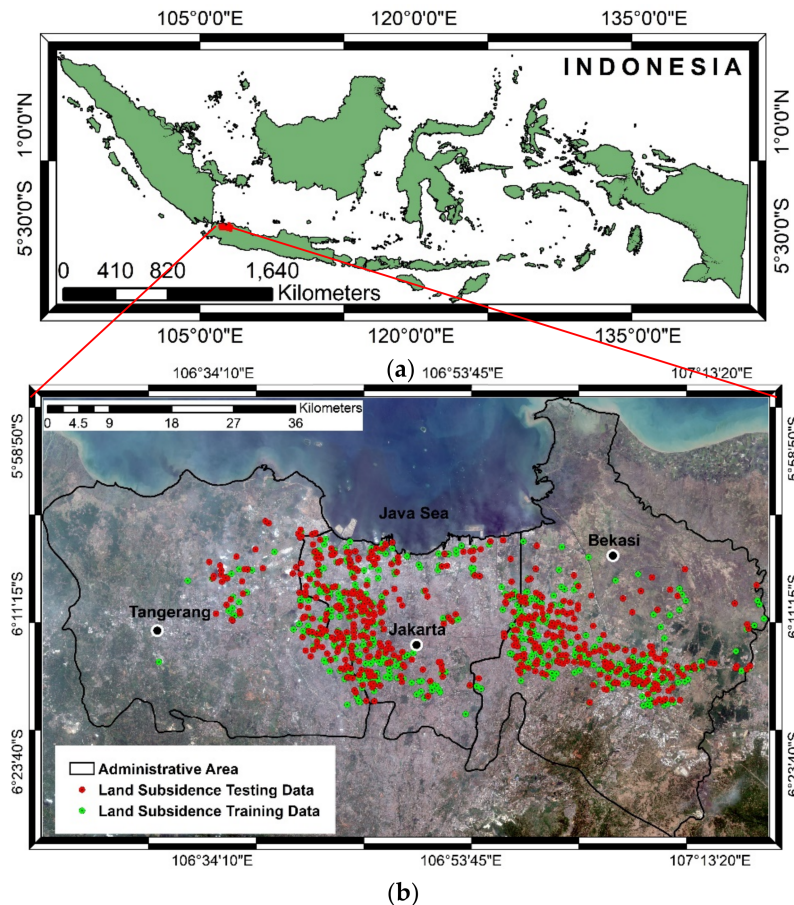 105°0'0"E 120°0'0"E 135°0'0"E
INDONESIA
1°0'0"N 1°0'0"N
5°30'0"S 5°30'0"S
0 410 820 1,640
Kilometers
105°0'0"E 120°0'0"E 135°0'0"E
(a)
106°34'10"E 106°53'45"E 107°13'20"E
Kilometers
0 4.5 9 18 27 36
5°58'50"S 5°58'50"S
Java Sea
Bekasi
6°11'15"S 6°11'15"S
Tangerang
Jakarta
6°23'40"S 6°23'40"S
Administrative Area
Land Subsidence Testing Data
Land Subsidence Training Data
106°34'10"E 106°53'45"E 107°13'20"E
(b)